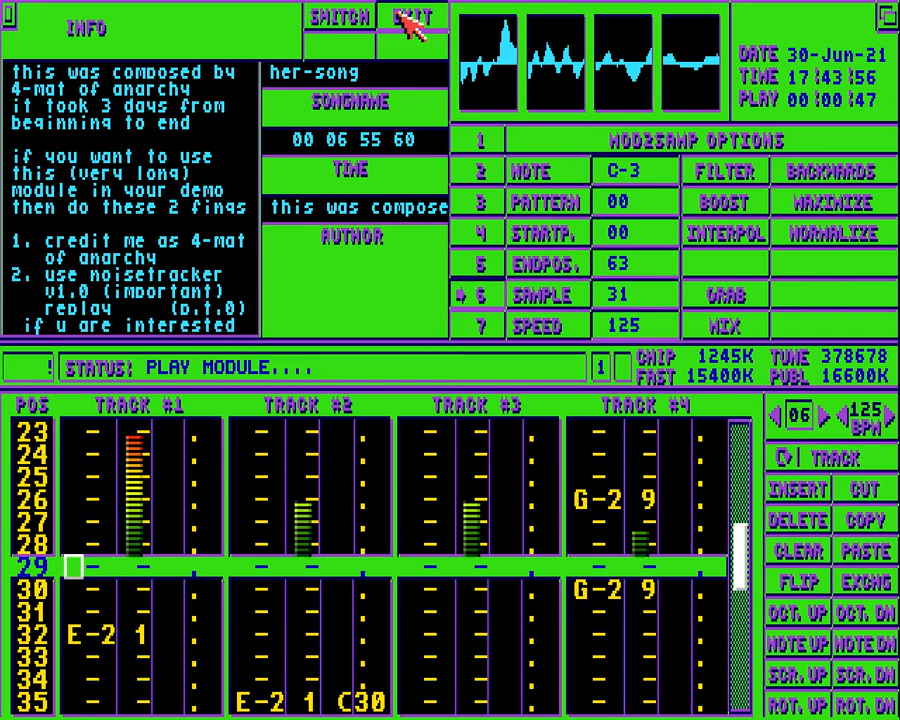 INFO
SWITCH EXIT
this was composed by
4-mat of anarchy
it took 3 days from
beginning to end
if you want to use
this (very long)
module in your demo
then do these 2 fings
1. credit me as 4-mat
of anarchy
2. use noisetracker
v1.0 (important)
replay (p.t.0)
if u are interested
her-song
SONGNAME
00 06 55 60
TIME
this was compose
AUTHOR
DATE 30-Jun-21
TIME 17:43:56
PLAY 00:00:47
1 MOD2SAMP OPTIONS
2 NOTE C-3 FILTER BACKWARDS
3 PATTERN 00 BOOST MAXIMIZE
4 STARTP. 00 INTERPOL NORMALIZE
5 ENDPOS. 63
6 SAMPLE 31 GRAB
7 SPEED 125 MIX
! STATUS: PLAY MODULE.... 1
CHIP 1245K TUNE 378678
FAST 15400K PUBL 16600K
POS TRACK #1 TRACK #2 TRACK #3 TRACK #4
23 - - . - - . - - . - - .
24 - - . - - . - - . - - .
25 - - . - - . - - . - - .
26 - - . - - . - - . G-2 9 .
27 - - . - - . - - . - - .
28 - - . - - . - - . - - .
29 - - . - - . - - . - - .
30 - - . - - . - - . G-2 9 .
31 - - . - - . - - . - - .
32 E-2 1 . - - . - - . - - .
33 - - . - - . - - . - - .
34 - - . - - . - - . - - .
35 - - . E-2 1 C30 - - . - - .
06 125 BPM
TRACK
INSERT CUT
DELETE COPY
CLEAR PASTE
FLIP EXCHG
OCT. UP OCT. DN
NOTE UP NOTE DN
SCR. UP SCR. DN
ROT. UP ROT. DN